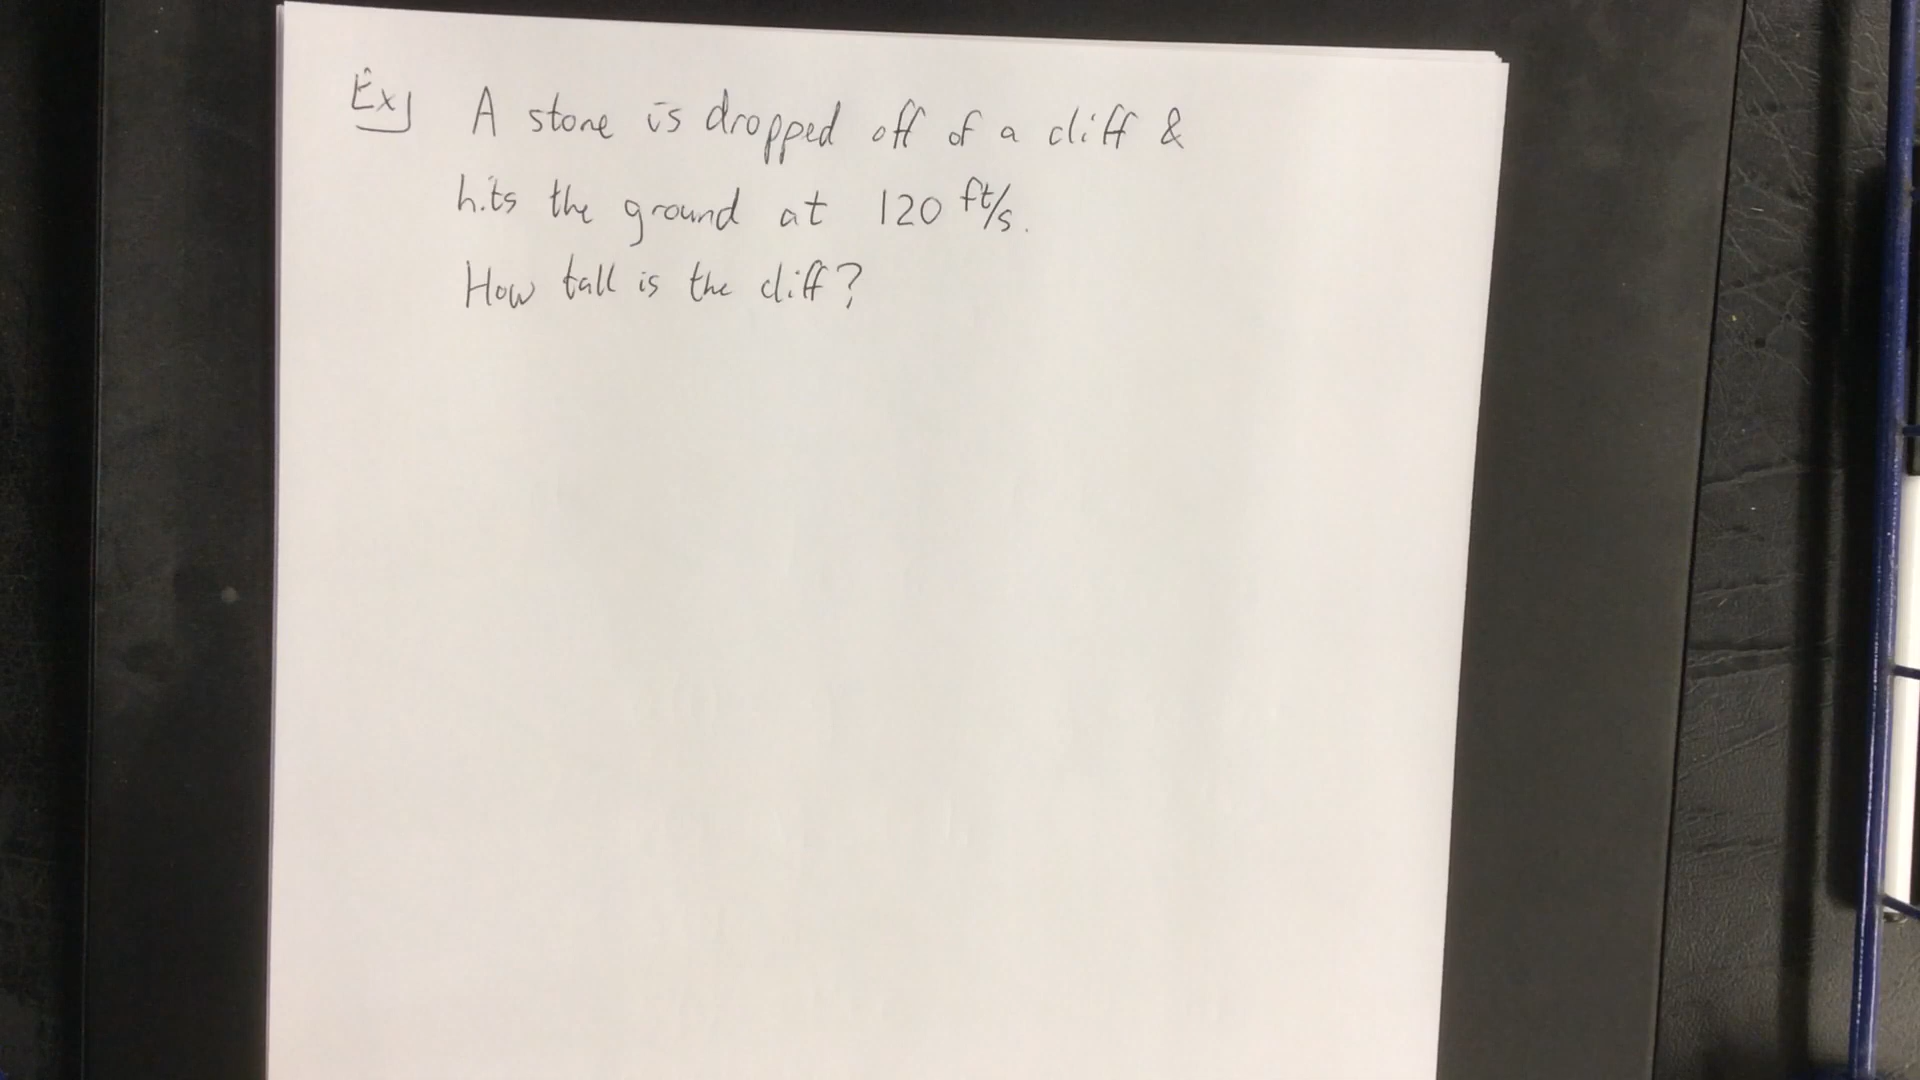 Ex] A stone is dropped off of a cliff &
hits the ground at 120 ft/s.
How tall is the cliff?